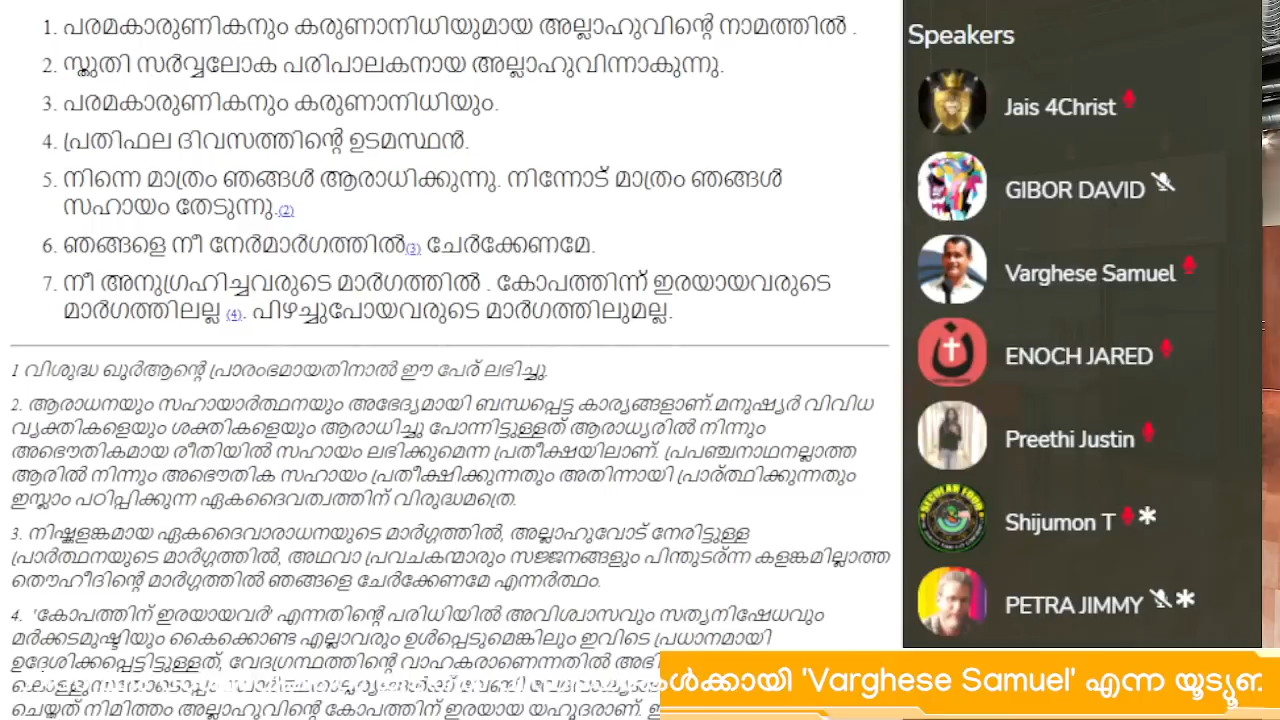 1. പരമകാരുണികനും കരുണാനിധിയുമായ അല്ലാഹുവിന്റെ നാമത്തിൽ .
2. സ്തുതി സർവ്വലോക പരിപാലകനായ അല്ലാഹുവിന്നാകുന്നു.
3. പരമകാരുണികനും കരുണാനിധിയും.
4. പ്രതിഫല ദിവസത്തിന്റെ ഉടമസ്ഥൻ.
5. നിന്നെ മാത്രം ഞങ്ങൾ ആരാധിക്കുന്നു. നിന്നോട് മാത്രം ഞങ്ങൾ
സഹായം തേടുന്നു.(2)
6. ഞങ്ങളെ നീ നേർമാർഗത്തിൽ(3) ചേർക്കേണമേ.
7. നീ അനുഗ്രഹിച്ചവരുടെ മാർഗത്തിൽ . കോപത്തിന്ന് ഇരയായവരുടെ
മാർഗത്തിലല്ല (4). പിഴച്ചുപോയവരുടെ മാർഗത്തിലുമല്ല.
1 വിശുദ്ധ ഖുർആന്റെ പ്രാരംഭമായതിനാൽ ഈ പേര് ലഭിച്ചു.
2. ആരാധനയും സഹായാർത്ഥനയും അഭേദ്യമായി ബന്ധപ്പെട്ട കാര്യങ്ങളാണ്.മനുഷ്യർ വിവിധ
വ്യക്തികളെയും ശക്തികളെയും ആരാധിച്ചു പോന്നിട്ടുള്ളത് ആരാധ്യരിൽ നിന്നും
അഭൌതികമായ രീതിയിൽ സഹായം ലഭിക്കുമെന്ന പ്രതീക്ഷയിലാണ്. പ്രപഞ്ചനാഥനല്ലാത്ത
ആരിൽ നിന്നും അഭൌതിക സഹായം പ്രതീക്ഷിക്കുന്നതും അതിന്നായി പ്രാർത്ഥിക്കുന്നതും
ഇസ്ലാം പഠിപ്പിക്കുന്ന ഏകദൈവത്വത്തിന് വിരുദ്ധമത്രെ.
3. നിഷ്കളങ്കമായ ഏകദൈവാരാധനയുടെ മാർഗ്ഗത്തിൽ, അല്ലാഹുവോട് നേരിട്ടുള്ള
പ്രാർത്ഥനയുടെ മാർഗ്ഗത്തിൽ, അഥവാ പ്രവചകന്മാരും സജ്ജനങ്ങളും പിന്തുടർന്ന കളങ്കമില്ലാത്ത
തൌഹീദിന്റെ മാർഗ്ഗത്തിൽ ഞങ്ങളെ ചേർക്കേണമേ എന്നർത്ഥം.
4. 'കോപത്തിന് ഇരയായവർ' എന്നതിന്റെ പരിധിയിൽ അവിശ്വാസവും സത്യനിഷേധവും
മർക്കടമുഷ്ടിയും കൈക്കൊണ്ട എല്ലാവരും ഉൾപ്പെടുമെങ്കിലും ഇവിടെ പ്രധാനമായി
ഉദ്ദേശിക്കപ്പെട്ടിട്ടുള്ളത്, വേദഗ്രന്ഥത്തിന്റെ വാഹകരാണെന്നതിൽ അഭി
ചെയ്തത് നിമിത്തം അല്ലാഹുവിന്റെ കോപത്തിന് ഇരയായ യഹൂദരാണ്.
Speakers
Jais 4Christ
GIBOR DAVID
Varghese Samuel
ENOCH JARED
Preethi Justin
Shijumon T
PETRA JIMMY
കൾക്കായി 'Varghese Samuel' എന്ന യൂട്യൂബ